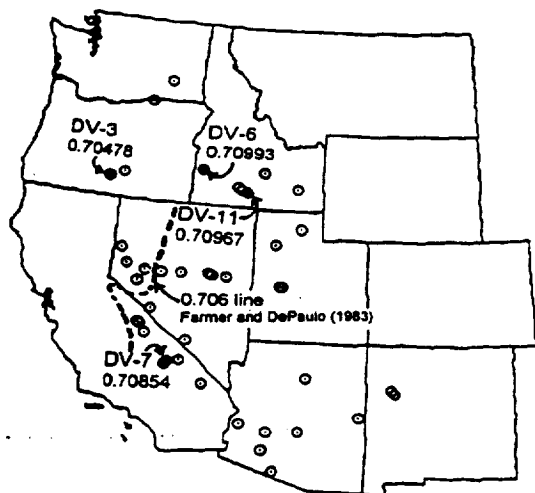 DV-3
0.70478
DV-6
0.70993
DV-11
0.70967
0.706 line
Farmer and DePaulo (1983)
DV-7
0.70854